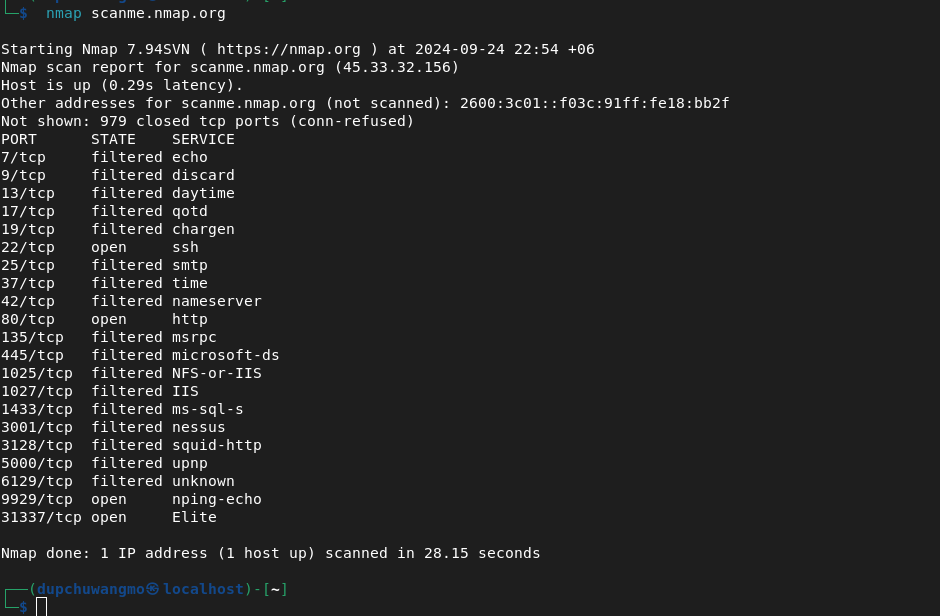 └─$ nmap scanme.nmap.org
Starting Nmap 7.94SVN ( https://nmap.org ) at 2024-09-24 22:54 +06
Nmap scan report for scanme.nmap.org (45.33.32.156)
Host is up (0.29s latency).
Other addresses for scanme.nmap.org (not scanned): 2600:3c01::f03c:91ff:fe18:bb2f
Not shown: 979 closed tcp ports (conn-refused)
PORT      STATE    SERVICE
7/tcp     filtered echo
9/tcp     filtered discard
13/tcp    filtered daytime
17/tcp    filtered qotd
19/tcp    filtered chargen
22/tcp    open     ssh
25/tcp    filtered smtp
37/tcp    filtered time
42/tcp    filtered nameserver
80/tcp    open     http
135/tcp   filtered msrpc
445/tcp   filtered microsoft-ds
1025/tcp  filtered NFS-or-IIS
1027/tcp  filtered IIS
1433/tcp  filtered ms-sql-s
3001/tcp  filtered nessus
3128/tcp  filtered squid-http
5000/tcp  filtered upnp
6129/tcp  filtered unknown
9929/tcp  open     nping-echo
31337/tcp open     Elite
Nmap done: 1 IP address (1 host up) scanned in 28.15 seconds
┌──(dupchuwangmo㉿localhost)-[~]
└─$